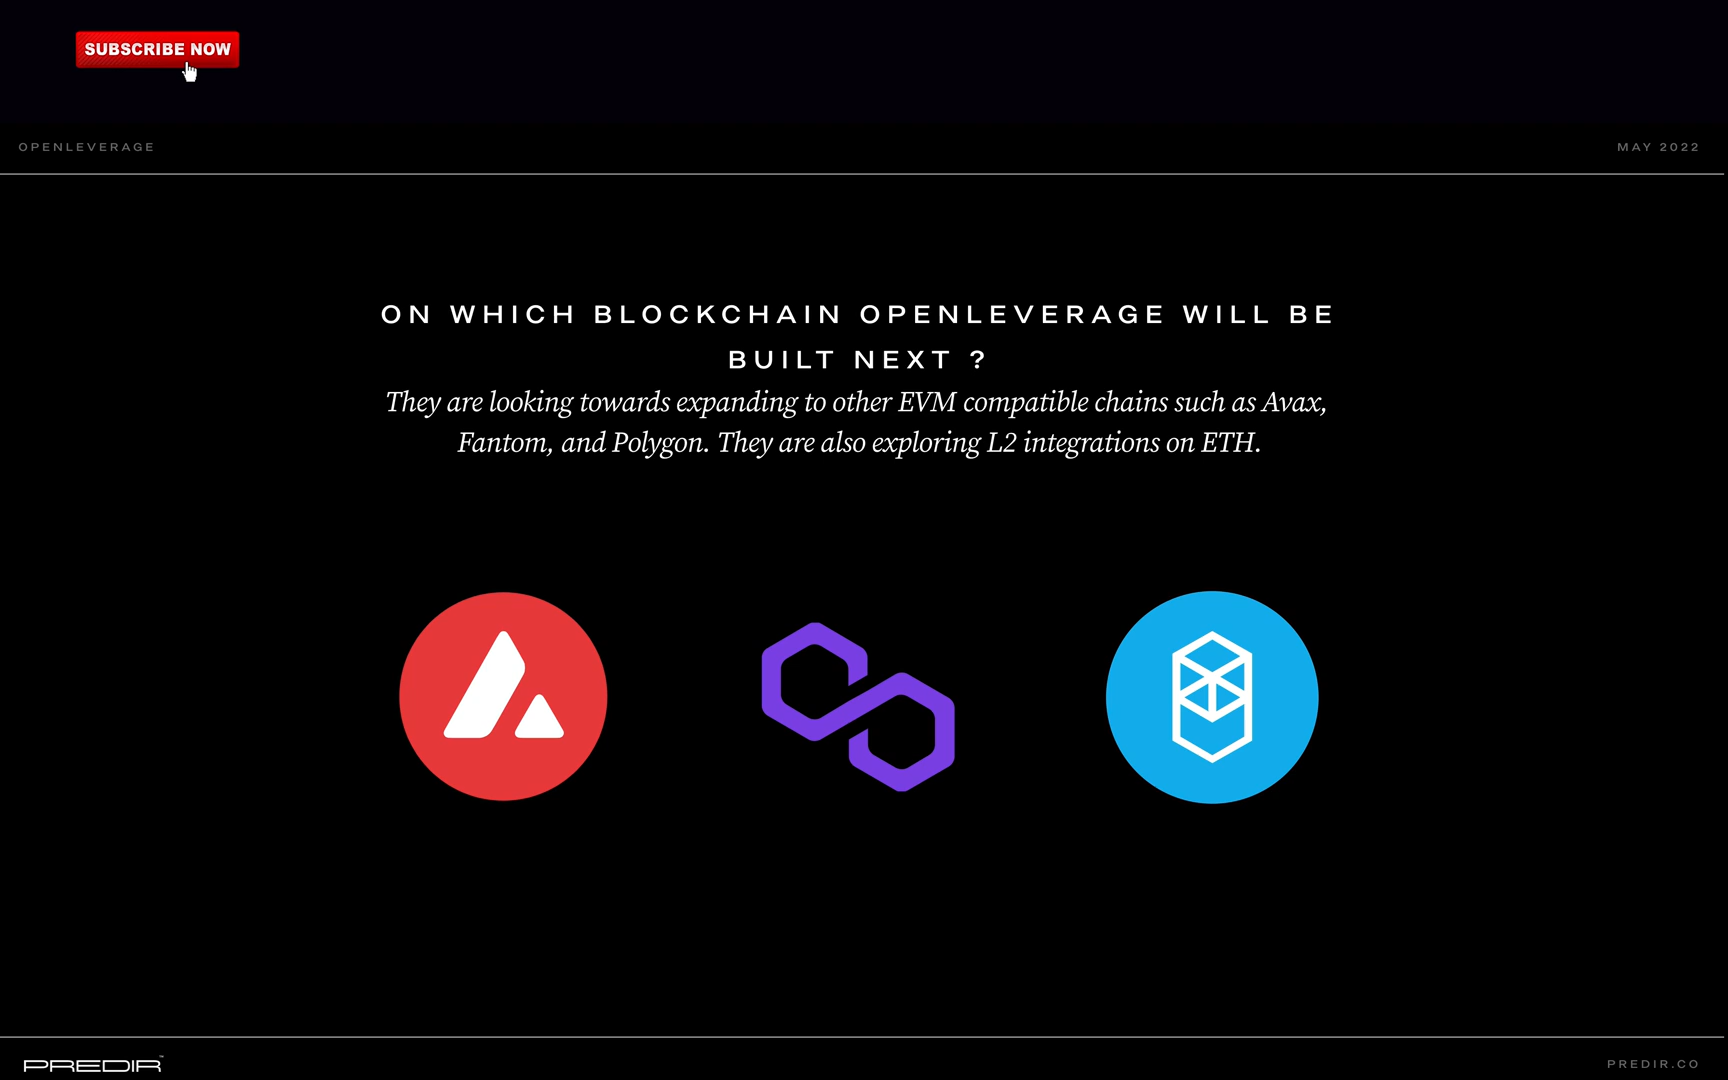 SUBSCRIBE NOW
OPENLEVERAGE
MAY 2022
ON WHICH BLOCKCHAIN OPENLEVERAGE WILL BE
BUILT NEXT ?
They are looking towards expanding to other EVM compatible chains such as Avax,
Fantom, and Polygon. They are also exploring L2 integrations on ETH.
PREDIR™
PREDIR.CO